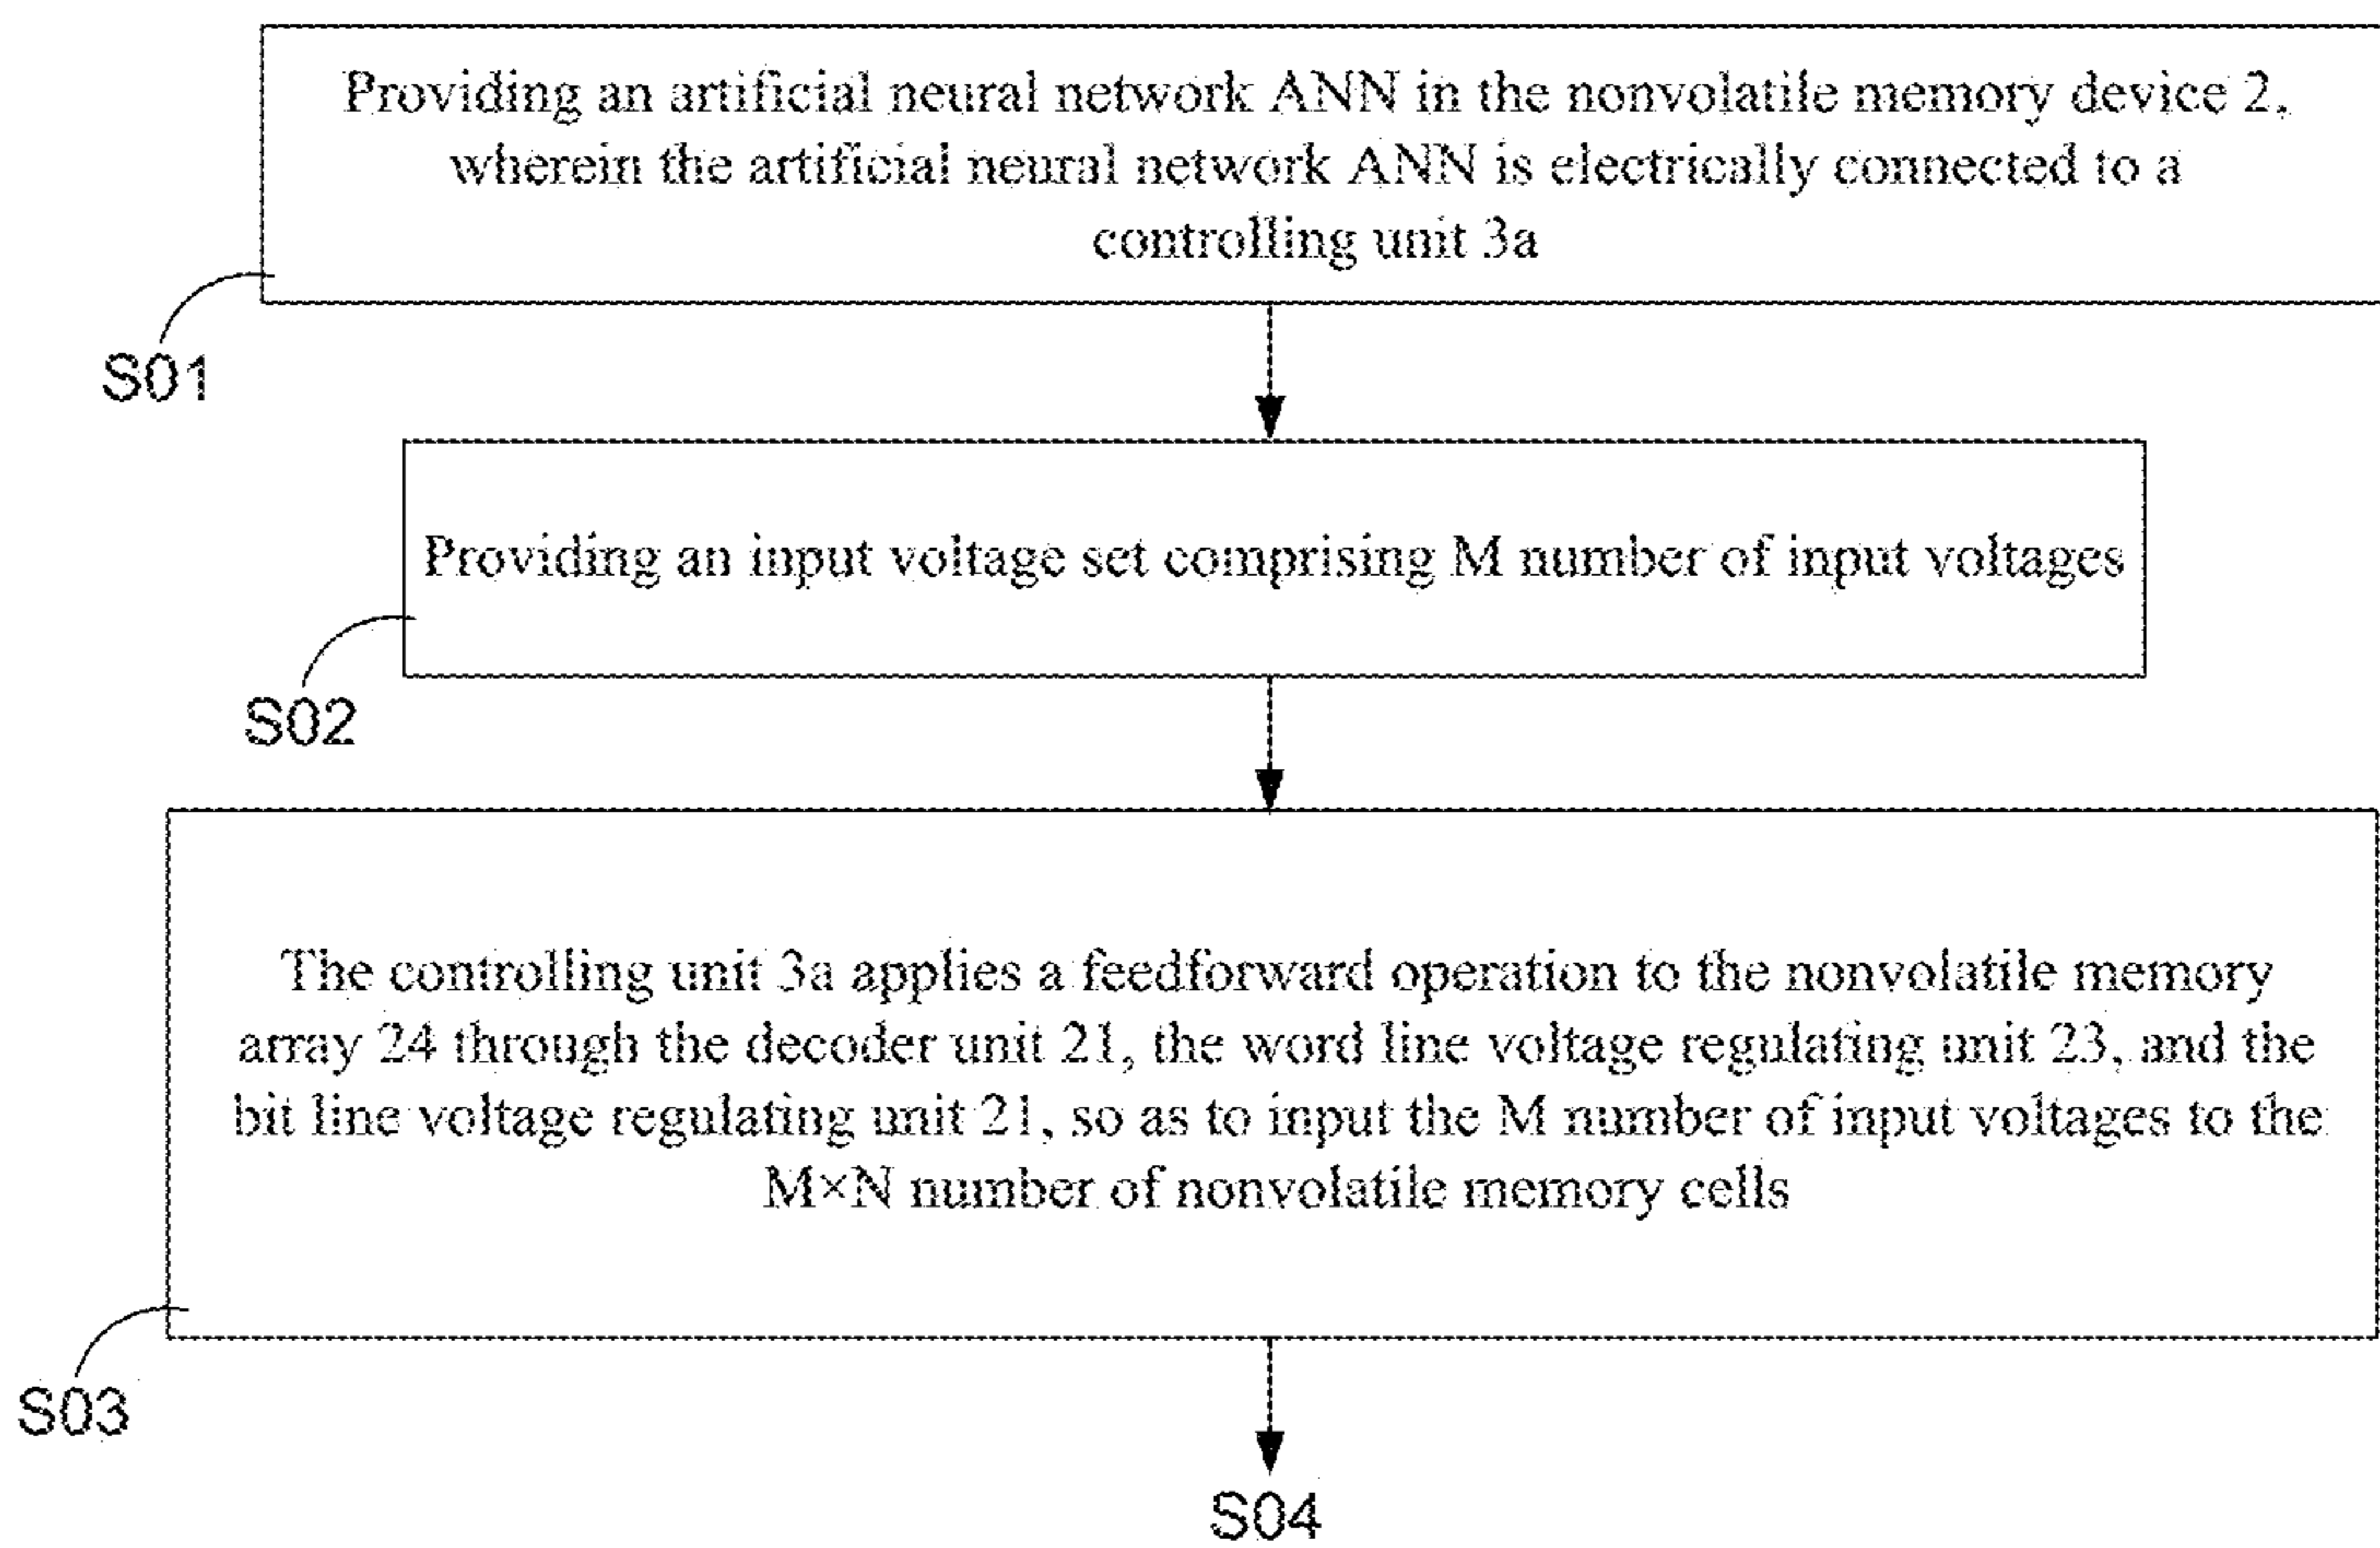 Providing an artificial neural network ANN in the nonvolatile memory device 2,
wherein the artificial neural network ANN is electrically connected to a
controlling unit 3a
S01
Providing an input voltage set comprising M number of input voltages
S02
The controlling unit 3a applies a feedforward operation to the nonvolatile memory
array 24 through the decoder unit 21, the word line voltage regulating unit 23, and the
bit line voltage regulating unit 21, so as to input the M number of input voltages to the
M×N number of nonvolatile memory cells
S03
S04